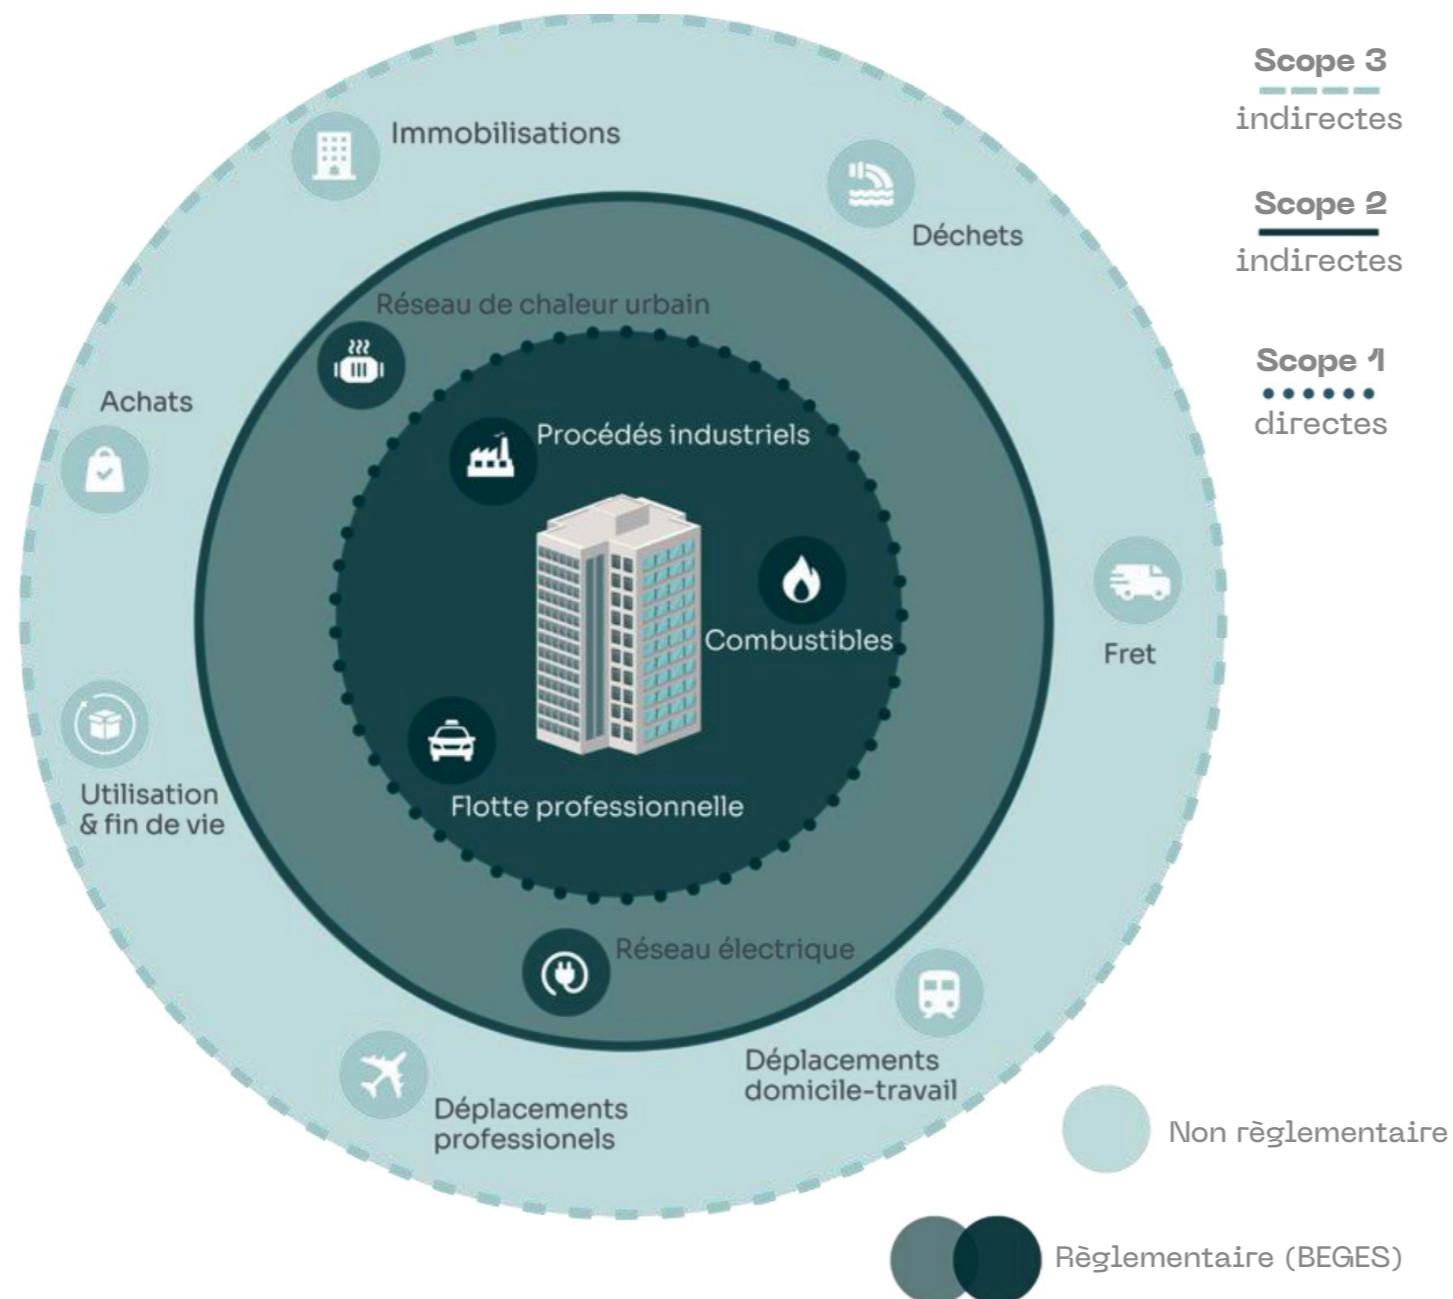 Scope 3
indirectes
Scope 2
indirectes
Scope 1
directes
Immobilisations
Déchets
Réseau de chaleur urbain
Achats
Procédés industriels
Combustibles
Fret
Utilisation
& fin de vie
Flotte professionnelle
Réseau électrique
Déplacements
domicile-travail
Déplacements
professionels
Non règlementaire
Règlementaire (BEGES)